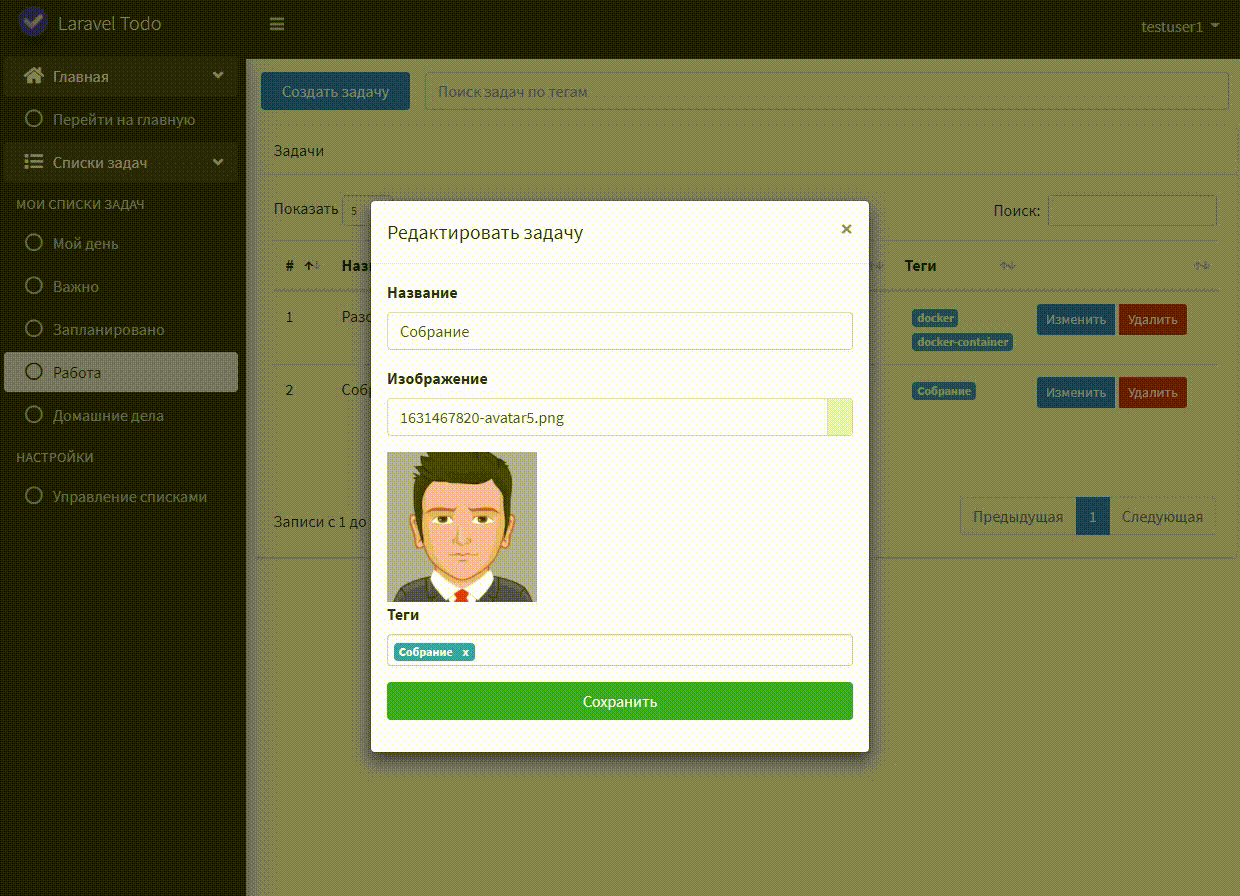 Laravel Todo
testuser1
Главная
Перейти на главную
Списки задач
МОИ СПИСКИ ЗАДАЧ
Мой день
Важно
Запланировано
Работа
Домашние дела
НАСТРОЙКИ
Управление списками
Создать задачу
Поиск задач по тегам
Задачи
Показать 5
Поиск:
# Наз Теги
1 Разо docker docker-container Изменить Удалить
2 Собр Собрание Изменить Удалить
Записи с 1 до
Предыдущая 1 Следующая
Редактировать задачу ×
Название
Собрание
Изображение
1631467820-avatar5.png
Теги
Собрание x
Сохранить